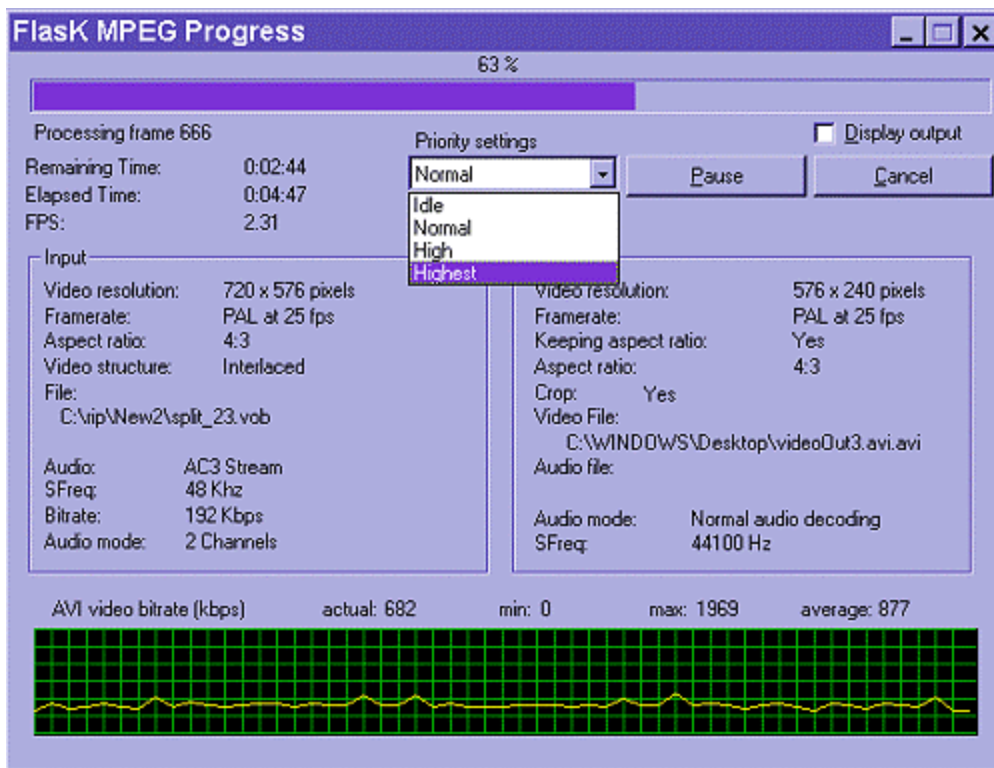 FlasK MPEG Progress
63 %
Processing frame 666
Display output
Priority settings
Remaining Time: 0:02:44
Normal
Pause
Cancel
Elapsed Time: 0:04:47
FPS: 2.31
Idle
Normal
High
Highest
Input
Video resolution: 720 x 576 pixels
Framerate: PAL at 25 fps
Aspect ratio: 4:3
Video structure: Interlaced
File:
C:\rip\New2\split_23.vob
Audio: AC3 Stream
SFreq: 48 Khz
Bitrate: 192 Kbps
Audio mode: 2 Channels
Video resolution: 576 x 240 pixels
Framerate: PAL at 25 fps
Keeping aspect ratio: Yes
Aspect ratio: 4:3
Crop: Yes
Video File:
C:\WINDOWS\Desktop\videoOut3.avi.avi
Audio file:
Audio mode: Normal audio decoding
SFreq: 44100 Hz
AVI video bitrate (kbps) actual: 682 min: 0 max: 1969 average: 877